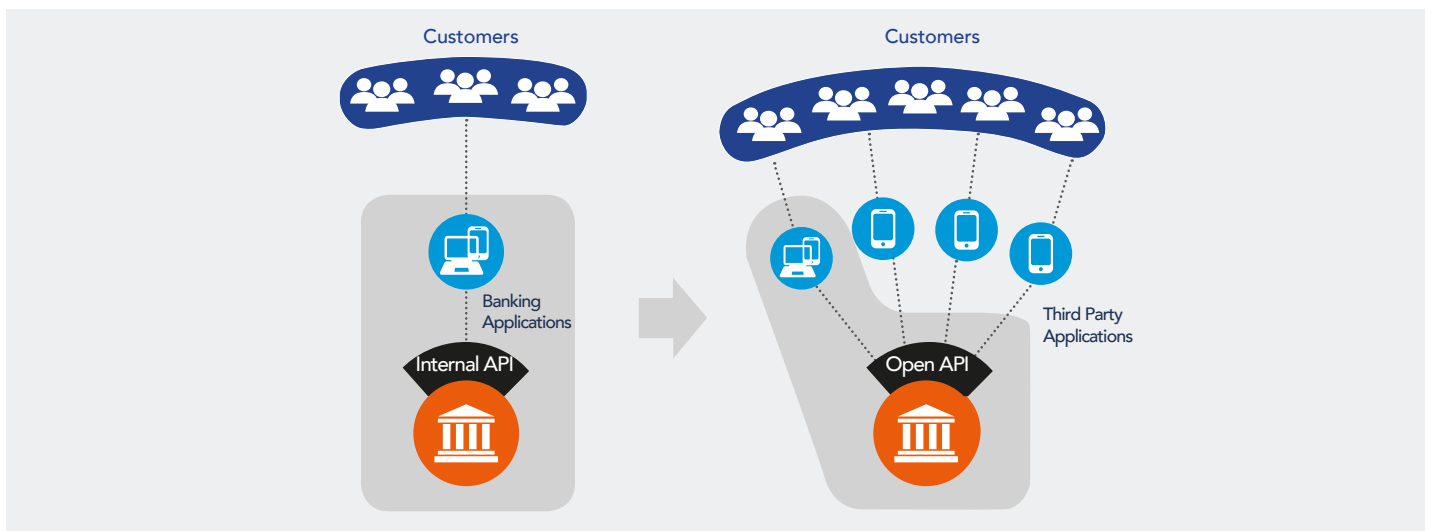 Customers
Banking
Applications
Internal API
Customers
Third Party
Applications
Open API